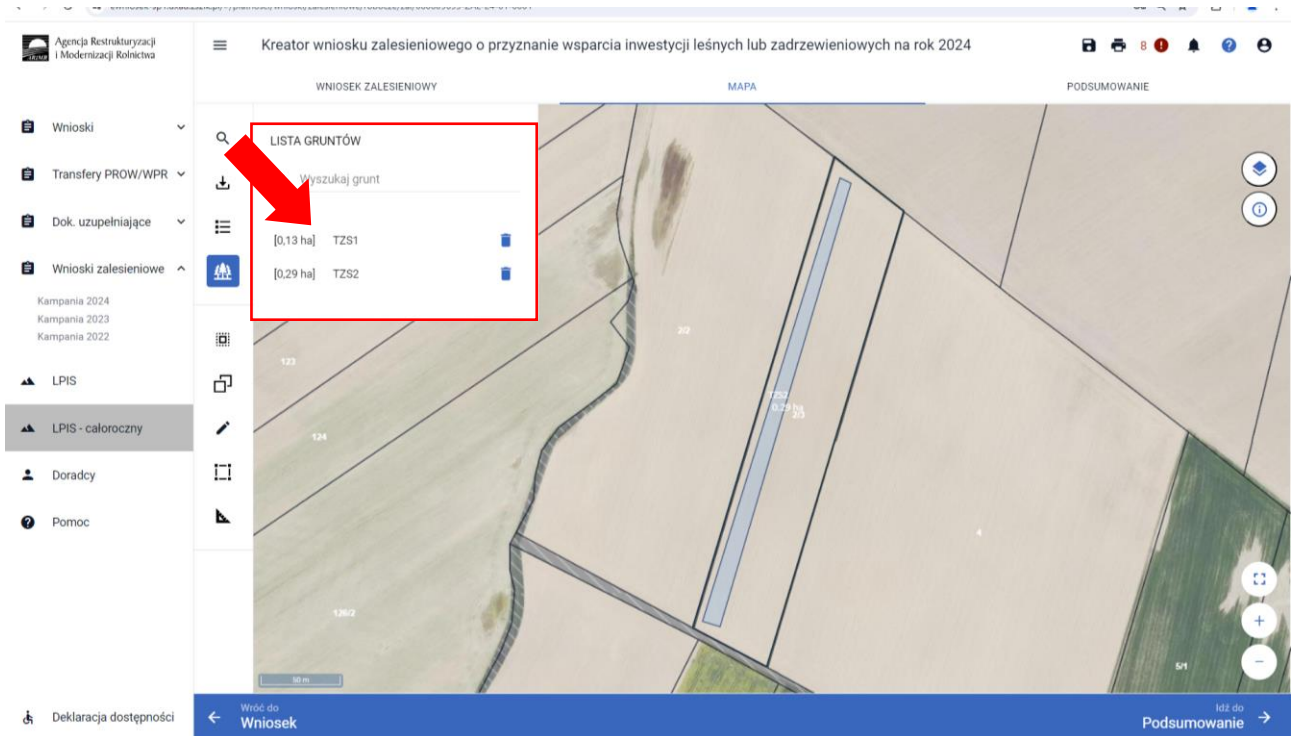 Agencja Restrukturyzacji
i Modernizacji Rolnictwa
Kreator wniosku zalesieniowego o przyznanie wsparcia inwestycji leśnych lub zadrzewieniowych na rok 2024
8
WNIOSEK ZALESIENIOWY
MAPA
PODSUMOWANIE
Wnioski
Transfery PROW/WPR
Dok. uzupełniające
Wnioski zalesieniowe
Kampania 2024
Kampania 2023
Kampania 2022
LPIS
LPIS - całoroczny
Doradcy
Pomoc
Deklaracja dostępności
LISTA GRUNTÓW
Wyszukaj grunt
[0,13 ha] TZS1
[0,29 ha] TZS2
123
124
126/2
2/2
TZS2
0.29 ha
2/3
4
5/1
50 m
Wróć do
Wniosek
Idź do
Podsumowanie